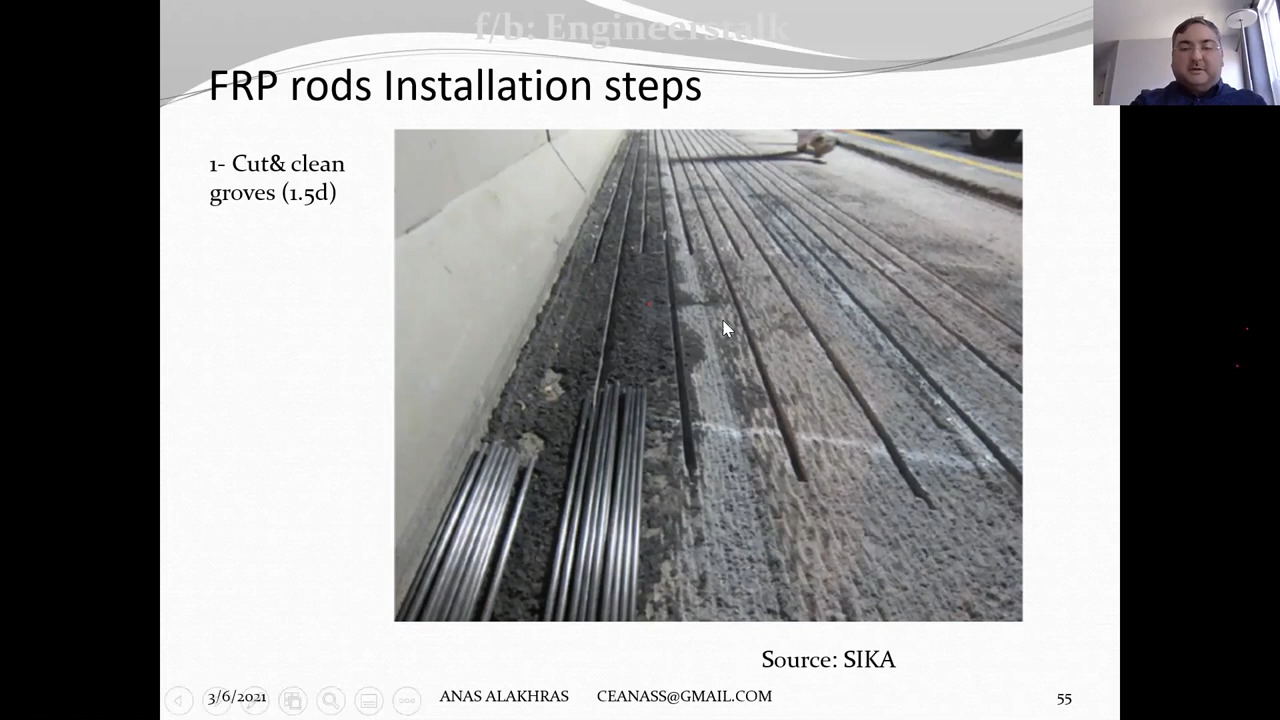 f/b: Engineerstalk
FRP rods Installation steps
1- Cut& clean
groves (1.5d)
Source: SIKA
3/6/2021
ANAS ALAKHRAS
CEANASS@GMAIL.COM
55